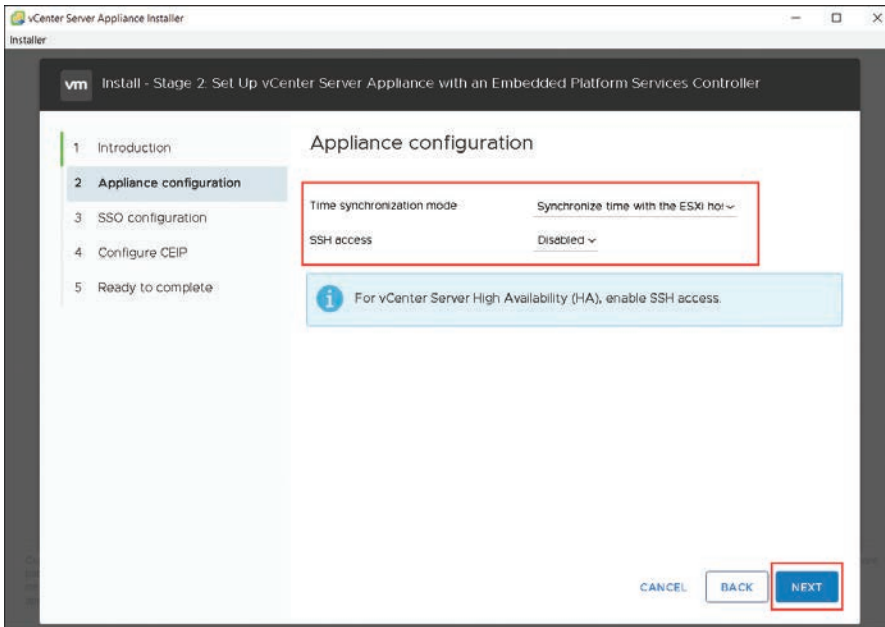 vCenter Server Appliance Installer
Installer
vm Install - Stage 2: Set Up vCenter Server Appliance with an Embedded Platform Services Controller
1 Introduction
2 Appliance configuration
3 SSO configuration
4 Configure CEIP
5 Ready to complete
Appliance configuration
Time synchronization mode Synchronize time with the ESXi hos
SSH access Disabled
For vCenter Server High Availability (HA), enable SSH access.
CANCEL BACK NEXT